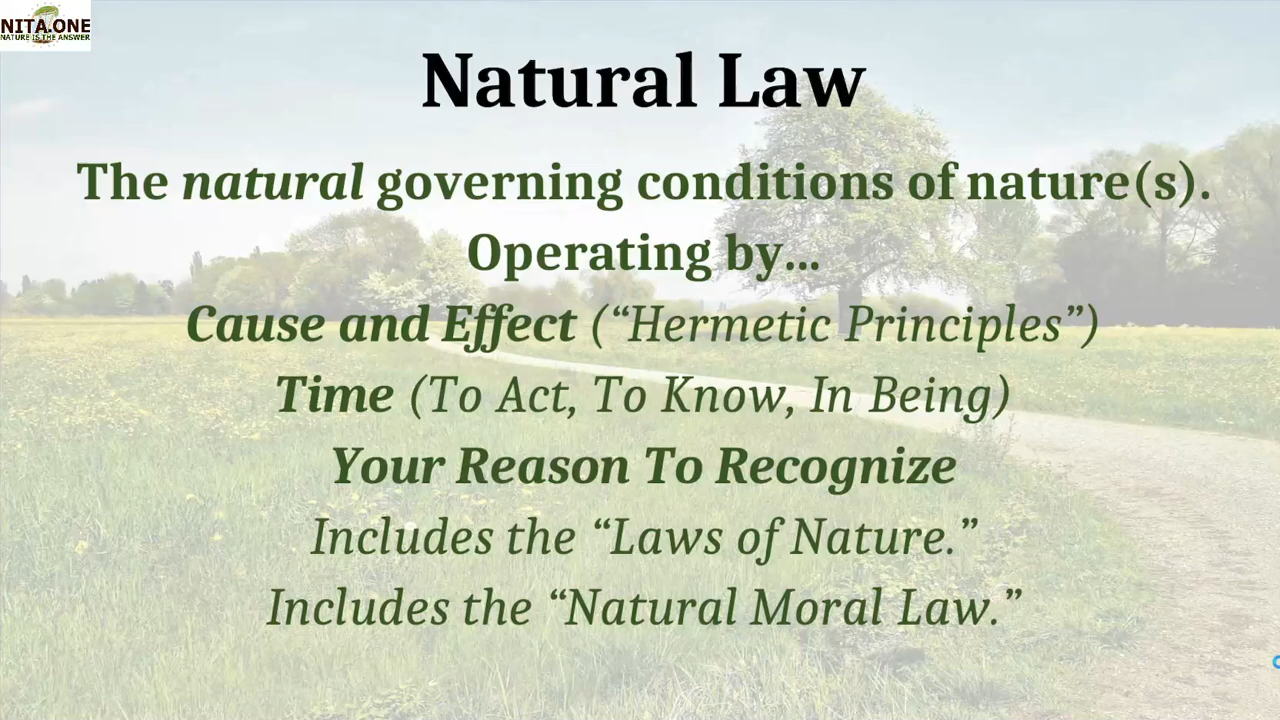 NITA.ONE
NATURE IS THE ANSWER
Natural Law
The natural governing conditions of nature(s).
Operating by...
Cause and Effect (“Hermetic Principles”)
Time (To Act, To Know, In Being)
Your Reason To Recognize
Includes the “Laws of Nature.”
Includes the “Natural Moral Law.”